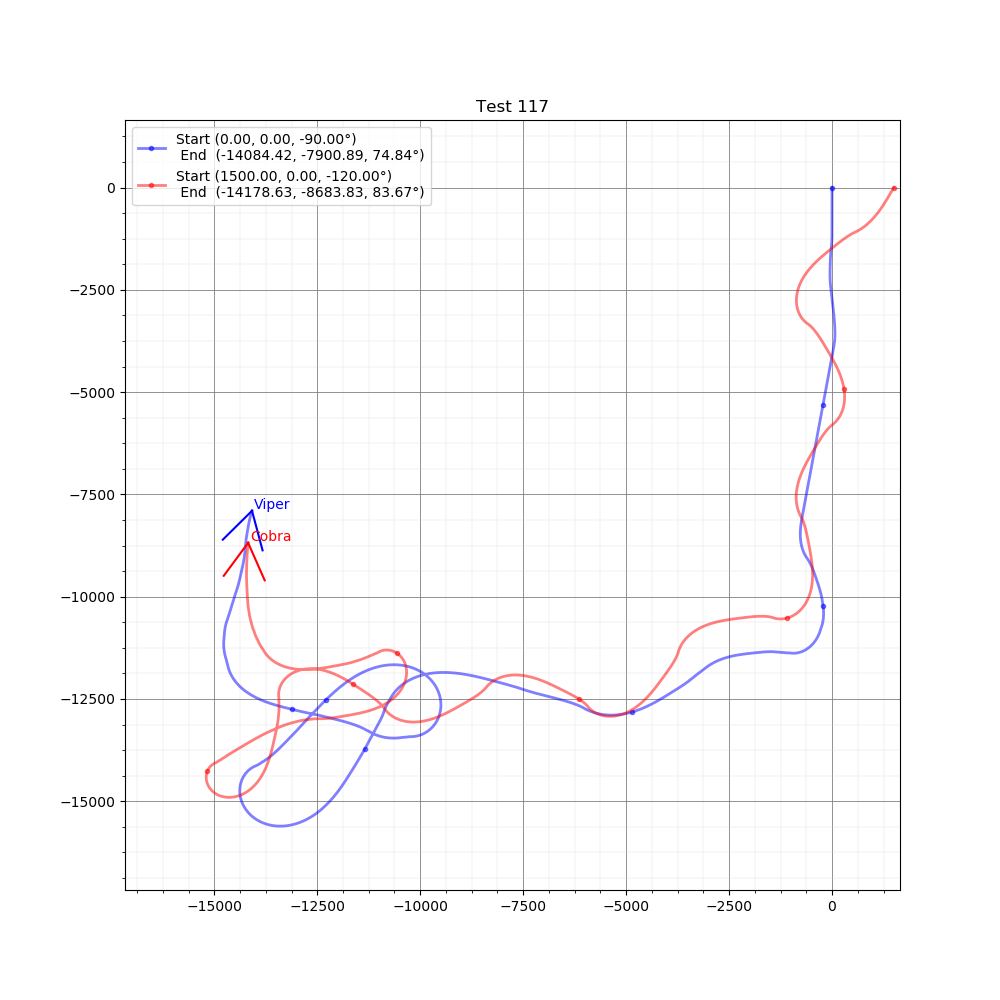 Test 117
Start (0.00, 0.00, -90.00°)
End  (-14084.42, -7900.89, 74.84°)
Start (1500.00, 0.00, -120.00°)
End  (-14178.63, -8683.83, 83.67°)
0
−2500
−5000
−7500
−10000
−12500
−15000
Viper
Cobra
−15000 −12500 −10000 −7500 −5000 −2500 0